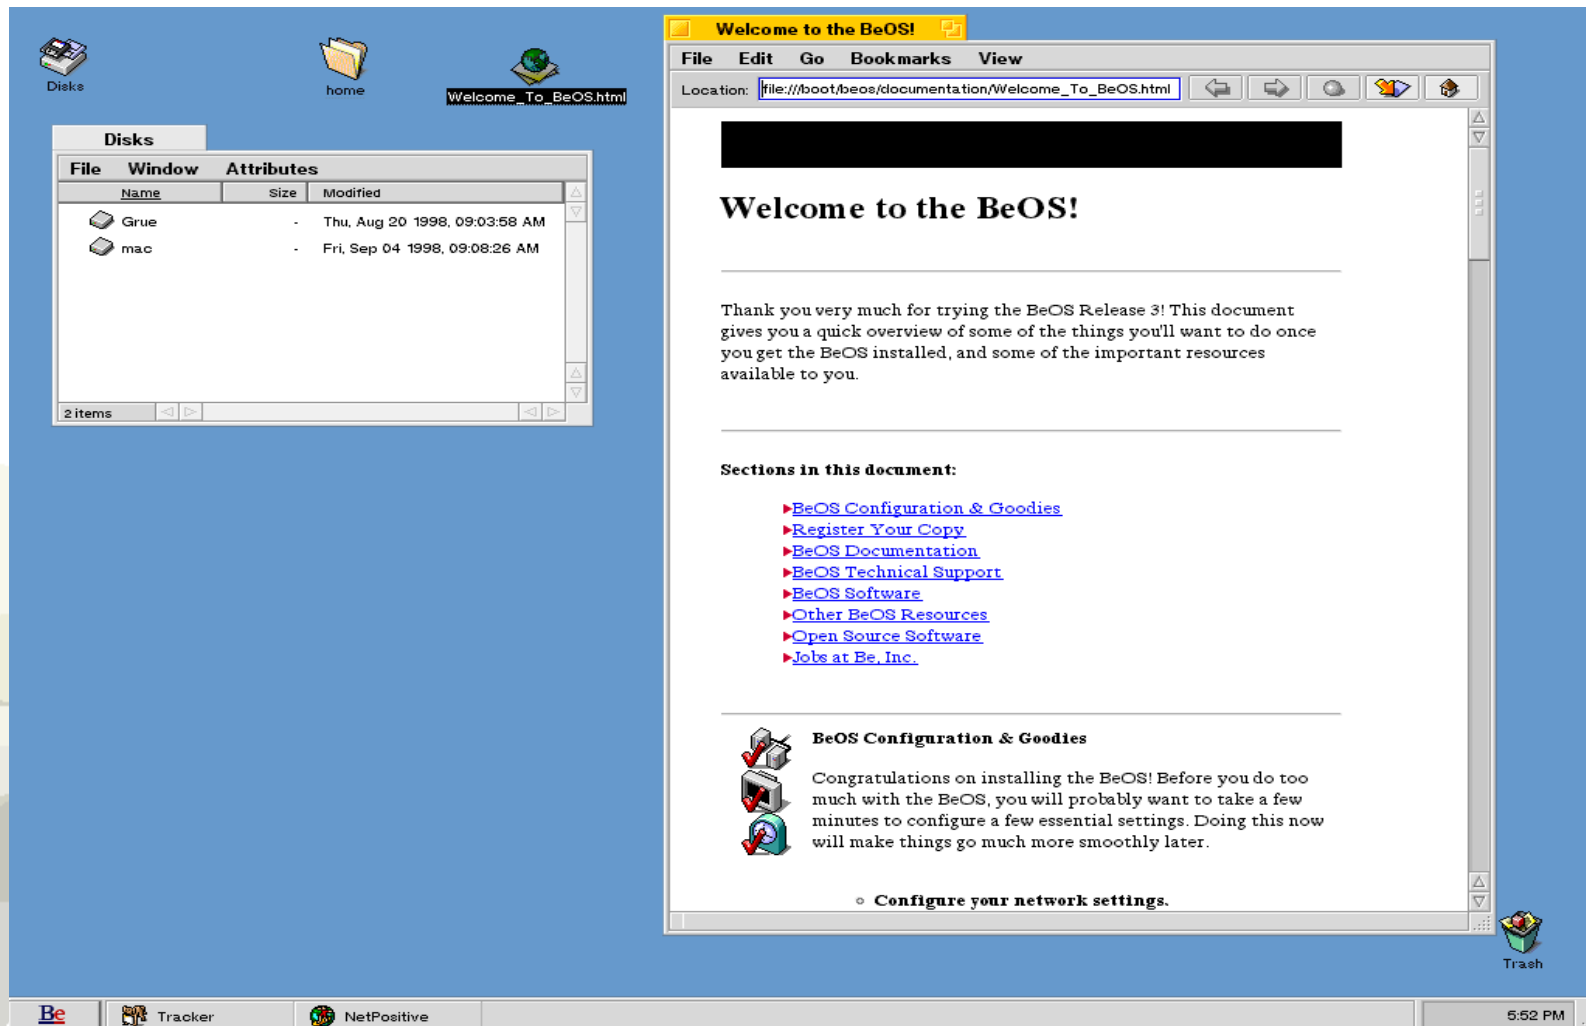 Disks
home
Welcome_To_BeOS.html
Disks
File Window Attributes
Name Size Modified
Grue - Thu, Aug 20 1998, 09:03:58 AM
mac - Fri, Sep 04 1998, 09:08:26 AM
2 items
Welcome to the BeOS!
File Edit Go Bookmarks View
Location: file:///boot/beos/documentation/Welcome_To_BeOS.html
Welcome to the BeOS!
Thank you very much for trying the BeOS Release 3! This document
gives you a quick overview of some of the things you'll want to do once
you get the BeOS installed, and some of the important resources
available to you.
Sections in this document:
BeOS Configuration & Goodies
Register Your Copy
BeOS Documentation
BeOS Technical Support
BeOS Software
Other BeOS Resources
Open Source Software
Jobs at Be, Inc.
BeOS Configuration & Goodies
Congratulations on installing the BeOS! Before you do too
much with the BeOS, you will probably want to take a few
minutes to configure a few essential settings. Doing this now
will make things go much more smoothly later.
Configure your network settings.
Trash
Be Tracker NetPositive 5:52 PM